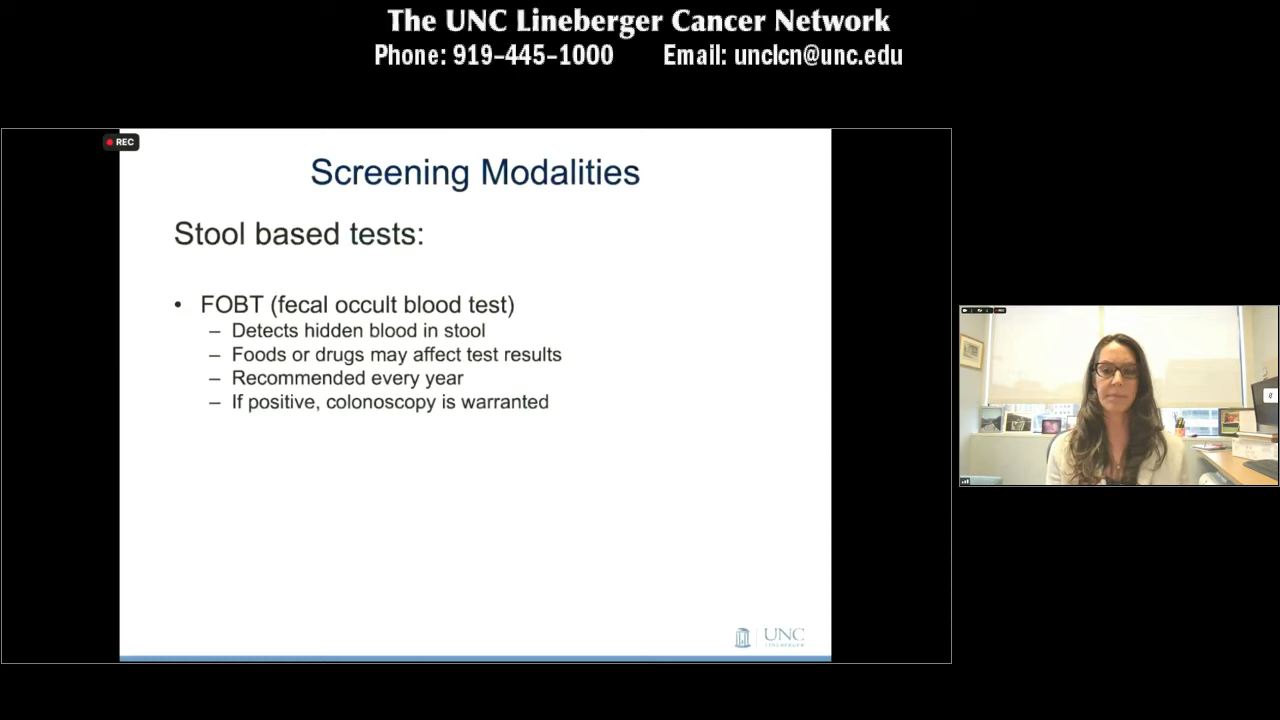 The UNC Lineberger Cancer Network
Phone: 919-445-1000 Email: unclcn@unc.edu
REC
Screening Modalities
Stool based tests:
• FOBT (fecal occult blood test)
– Detects hidden blood in stool
– Foods or drugs may affect test results
– Recommended every year
– If positive, colonoscopy is warranted
UNC
LINEBERGER